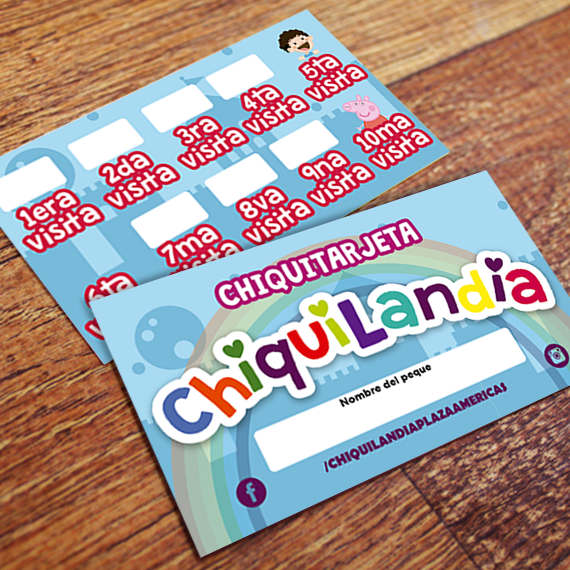 1era visita
2da visita
3ra visita
4ta visita
5ta visita
6ta
7ma visita
8va visita
9na visita
10ma visita
CHIQUITARJETA
ChiquiLandia
Nombre del peque
/CHIQUILANDIAPLAZAAMERICAS
f